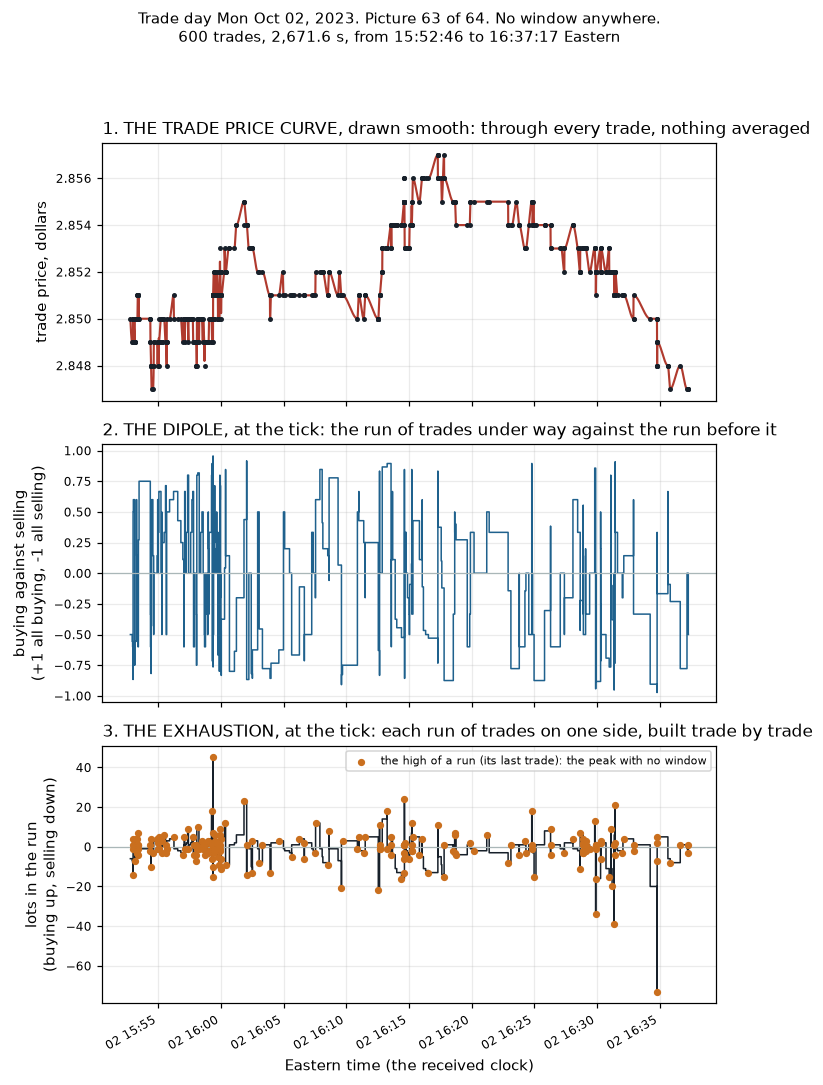 Trade day Mon Oct 02, 2023. Picture 63 of 64. No window anywhere.
600 trades, 2,671.6 s, from 15:52:46 to 16:37:17 Eastern
1. THE TRADE PRICE CURVE, drawn smooth: through every trade, nothing averaged
trade price, dollars
2.856
2.854
2.852
2.850
2.848
2. THE DIPOLE, at the tick: the run of trades under way against the run before it
buying against selling
(+1 all buying, -1 all selling)
1.00
0.75
0.50
0.25
0.00
−0.25
−0.50
−0.75
−1.00
3. THE EXHAUSTION, at the tick: each run of trades on one side, built trade by trade
the high of a run (its last trade): the peak with no window
lots in the run
(buying up, selling down)
40
20
0
−20
−40
−60
02 15:55
02 16:00
02 16:05
02 16:10
02 16:15
02 16:20
02 16:25
02 16:30
02 16:35
Eastern time (the received clock)